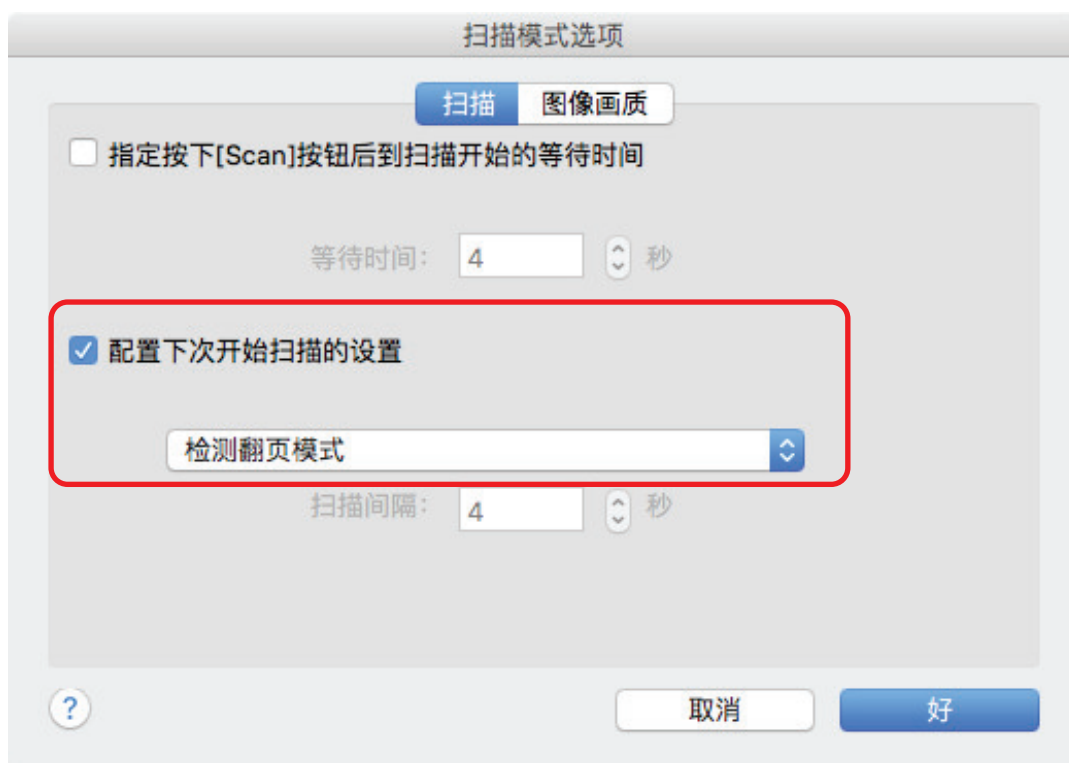 扫描模式选项
扫描 图像画质
指定按下[Scan]按钮后到扫描开始的等待时间
等待时间: 4 秒
配置下次开始扫描的设置
检测翻页模式
扫描间隔: 4 秒
? 取消 好